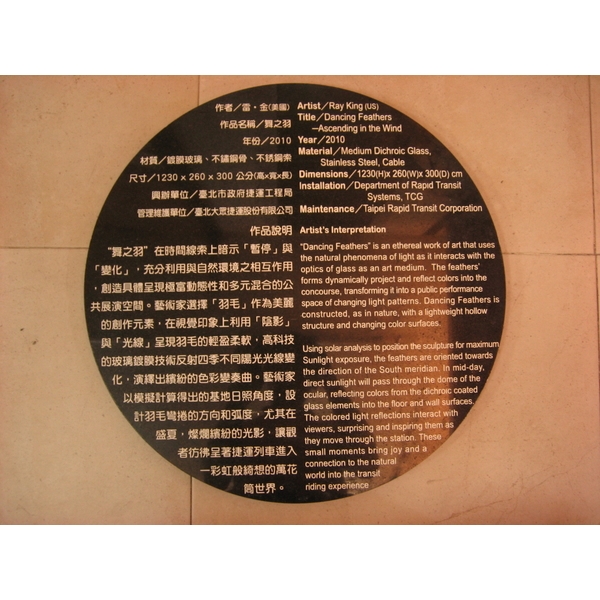 作者／雷・金(美國)
作品名稱／舞之羽
年份／2010
材質／鍍膜玻璃、不鏽鋼骨、不銹鋼索
尺寸／1230 x 260 x 300 公分(高×寬×長)
興辦單位／臺北市政府捷運工程局
管理維護單位／臺北大眾捷運股份有限公司
作品說明
“舞之羽”在時間線索上暗示「暫停」與
「變化」，充分利用與自然環境之相互作用
，創造具體呈現極富動態性和多元混合的公
共展演空間。藝術家選擇「羽毛」作為美麗
的創作元素，在視覺印象上利用「陰影」
與「光線」呈現羽毛的輕盈柔軟，高科技
的玻璃鍍膜技術反射四季不同陽光光線變
化，演繹出繽紛的色彩變奏曲。藝術家
以模擬計算得出的基地日照角度，設
計羽毛彎捲的方向和弧度，尤其在
盛夏，燦爛繽紛的光影，讓觀
者彷彿呈著捷運列車進入
一彩虹般綺想的萬花
筒世界。
Artist／Ray King (US)
Title／Dancing Feathers
—Ascending in the Wind
Year／2010
Material／Medium Dichroic Glass,
Stainless Steel, Cable
Dimensions／1230(H)x 260(W)x 300(D) cm
Installation／Department of Rapid Transit
Systems, TCG
Maintenance／Taipei Rapid Transit Corporation
Artist's Interpretation
“Dancing Feathers” is an ethereal work of art that uses
the natural phenomena of light as it interacts with the
optics of glass as an art medium. The feathers'
forms dynamically project and reflect colors into the
concourse, transforming it into a public performance
space of changing light patterns. Dancing Feathers is
constructed, as in nature, with a lightweight hollow
structure and changing color surfaces.
Using solar analysis to position the sculpture for maximum
Sunlight exposure, the feathers are oriented towards
the direction of the South meridian. In mid-day,
direct sunlight will pass through the dome of the
ocular, reflecting colors from the dichroic coated
glass elements into the floor and wall surfaces.
The colored light reflections interact with
viewers, surprising and inspiring them as
they move through the station. These
small moments bring joy and a
connection to the natural
world into the transit
riding experience